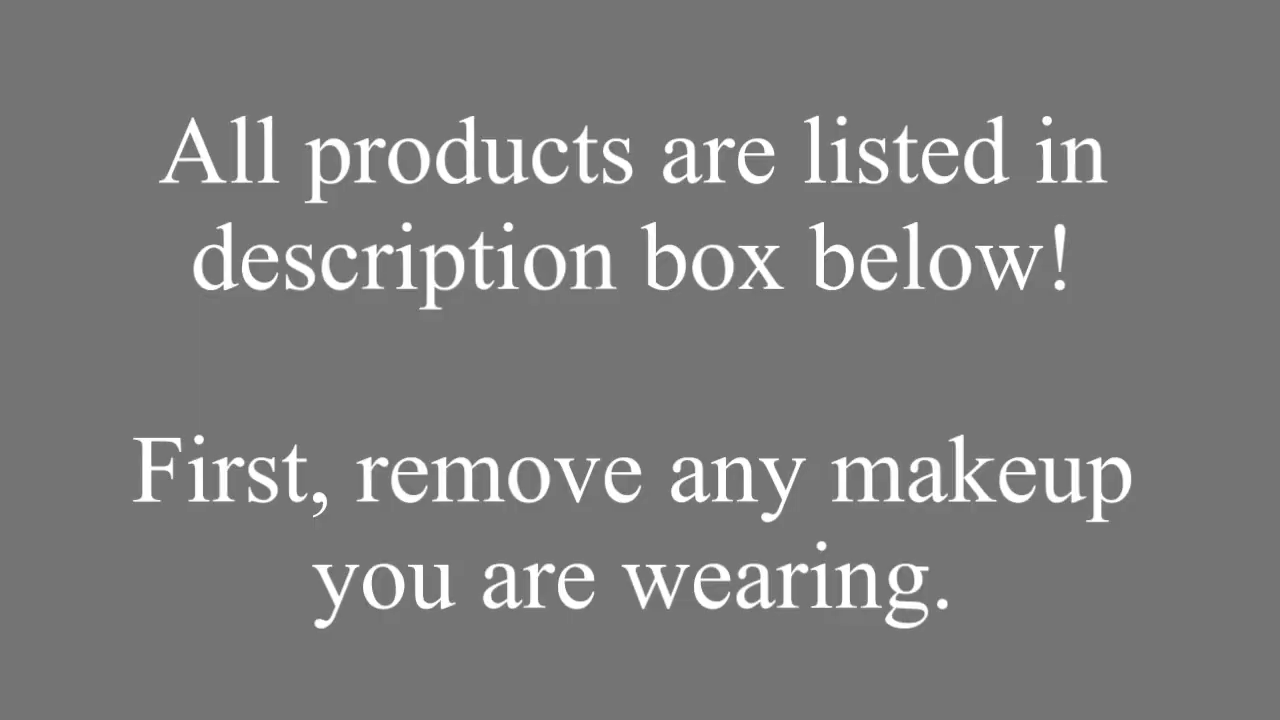 All products are listed in
description box below!
First, remove any makeup
you are wearing.